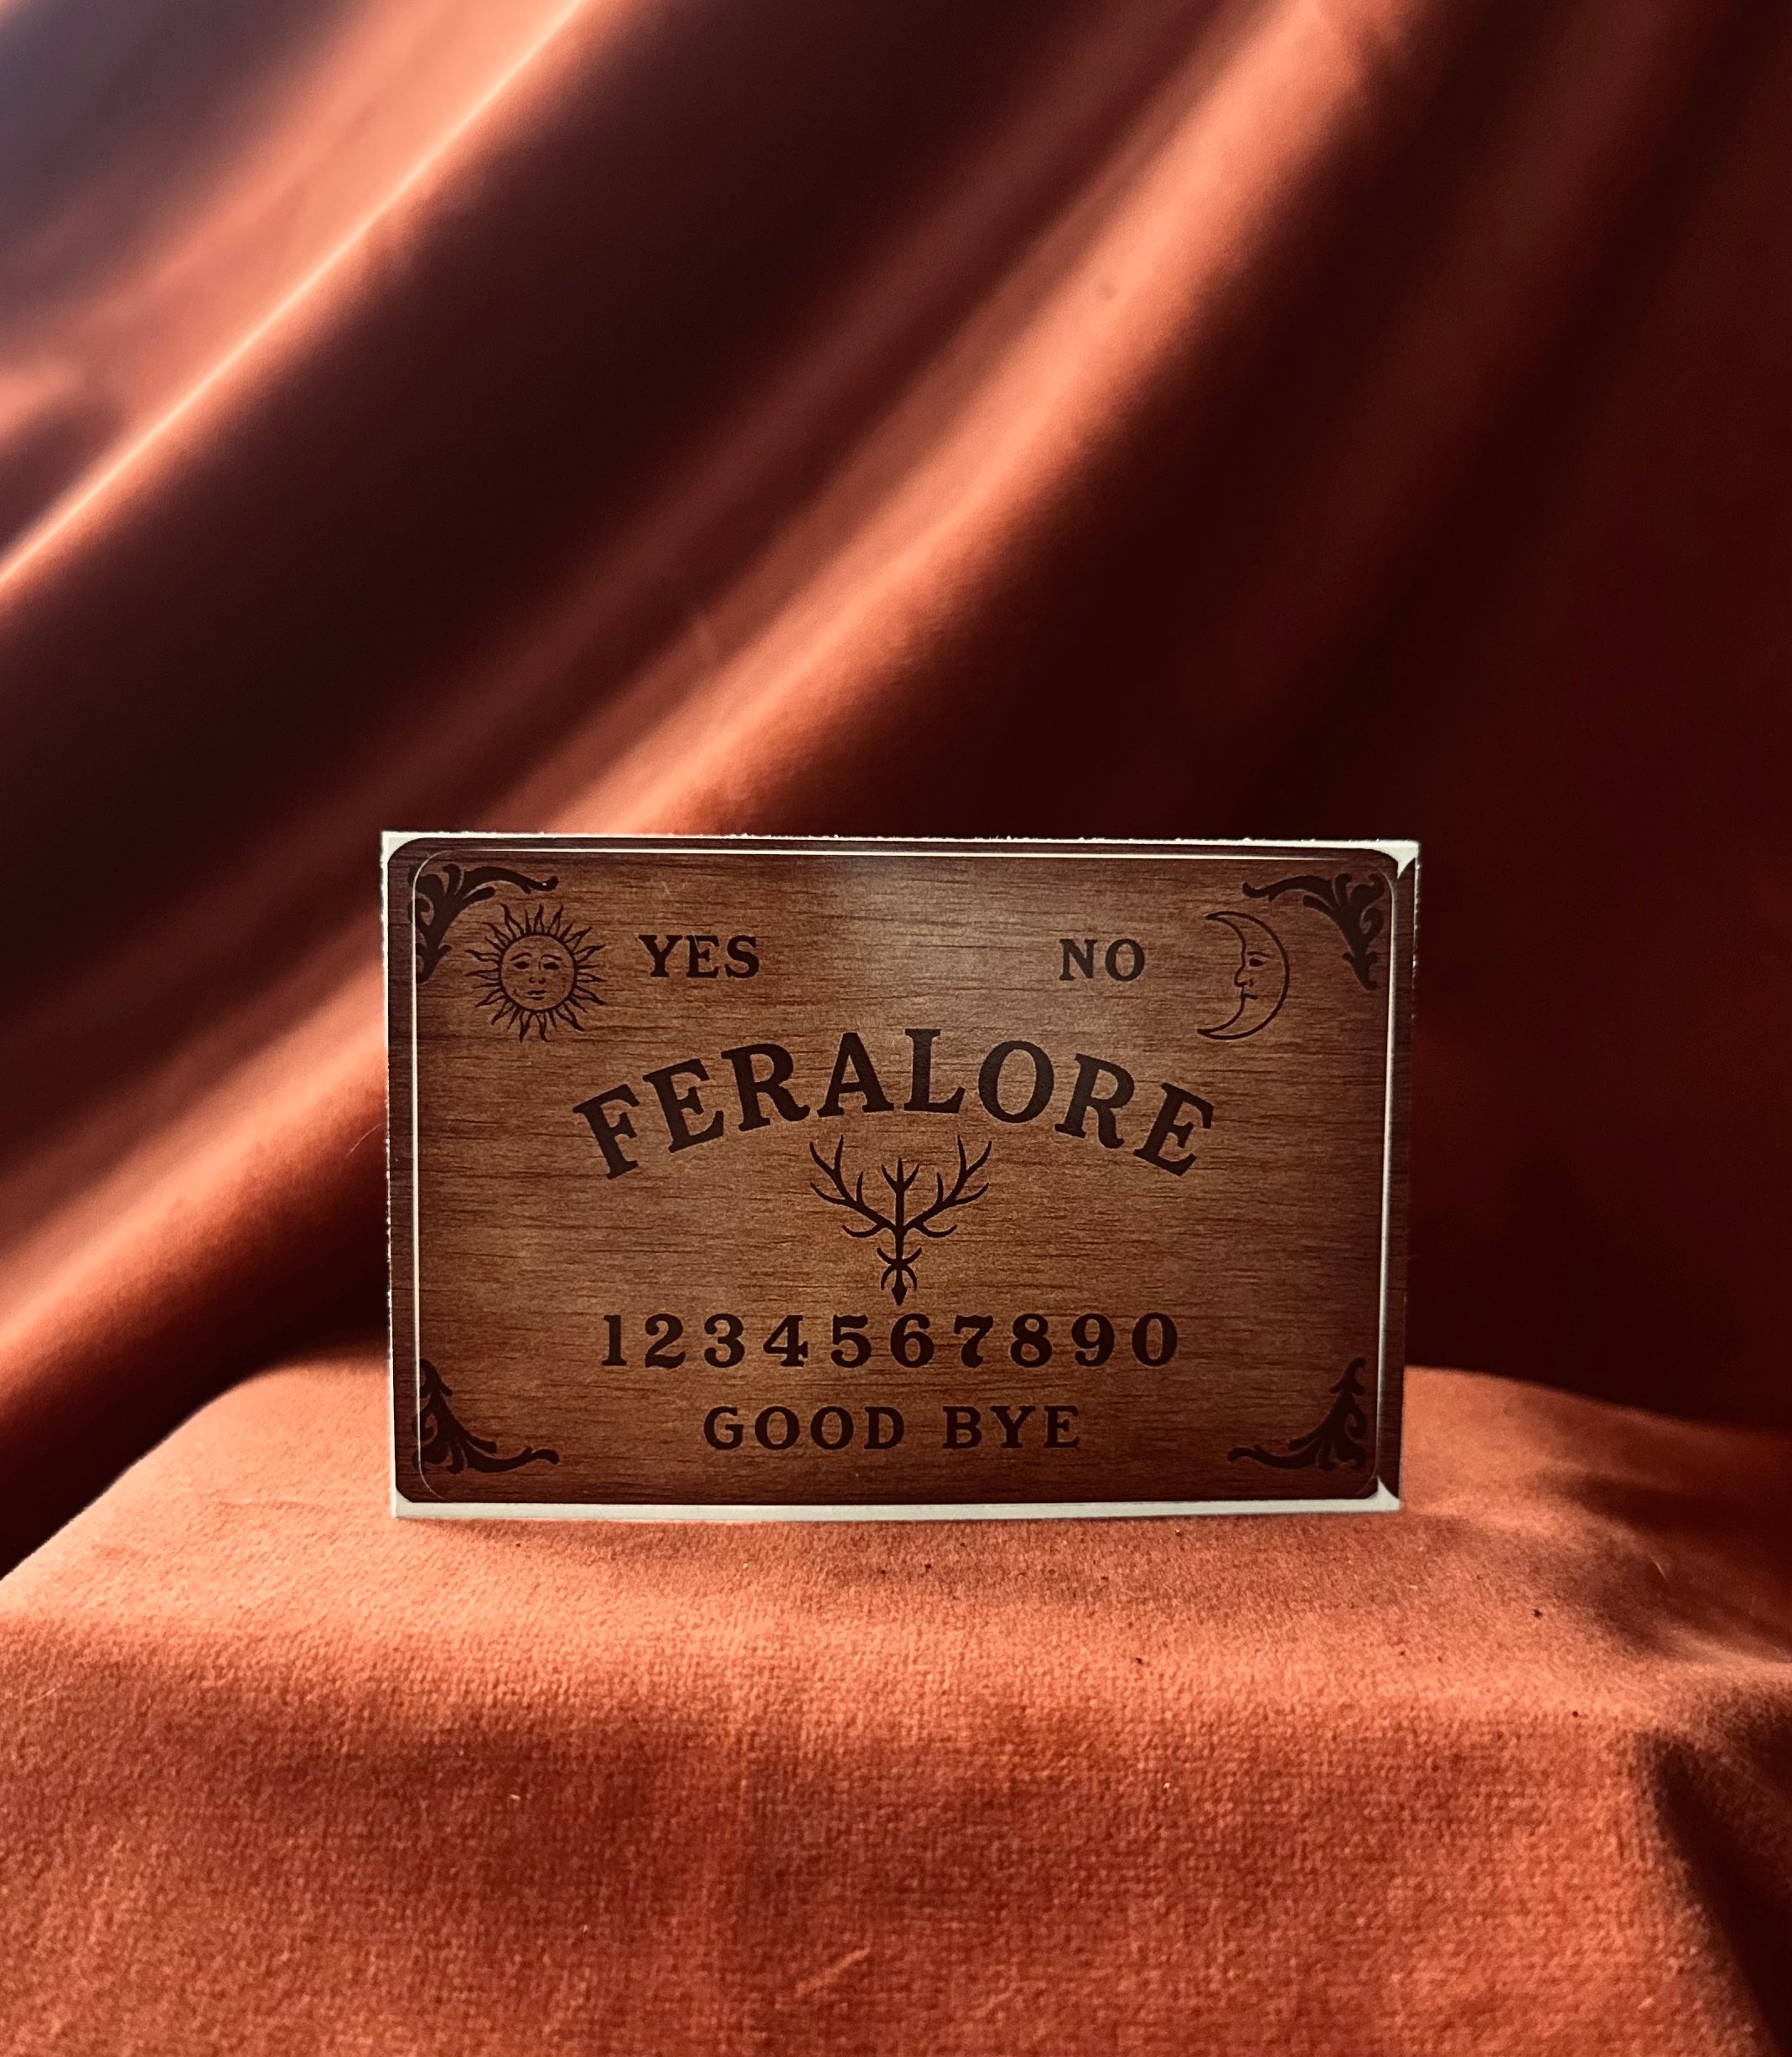 YES NO
FERALORE
1234567890
GOOD BYE